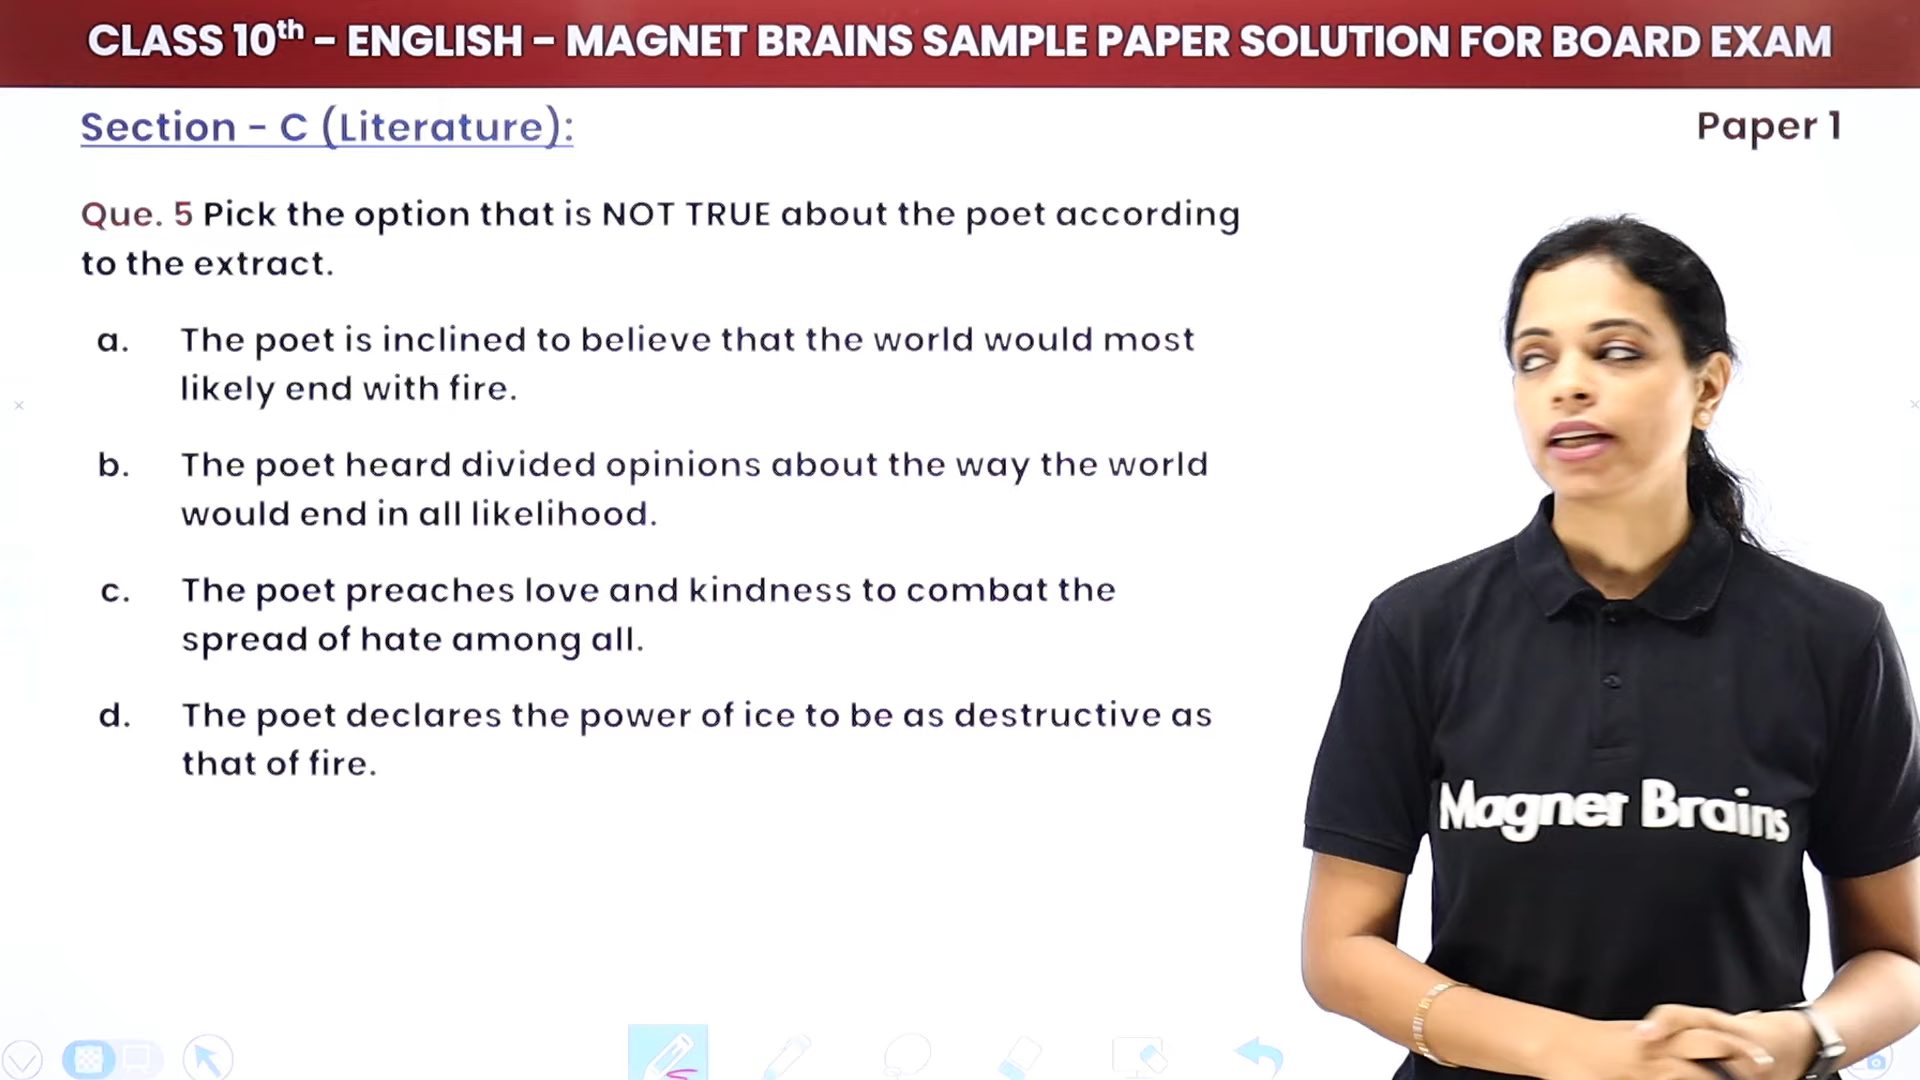 CLASS 10th - ENGLISH - MAGNET BRAINS SAMPLE PAPER SOLUTION FOR BOARD EXAM
Section - C (Literature):
Paper 1
Que. 5 Pick the option that is NOT TRUE about the poet according
to the extract.
a. The poet is inclined to believe that the world would most
likely end with fire.
b. The poet heard divided opinions about the way the world
would end in all likelihood.
c. The poet preaches love and kindness to combat the
spread of hate among all.
d. The poet declares the power of ice to be as destructive as
that of fire.
Magnet Brains